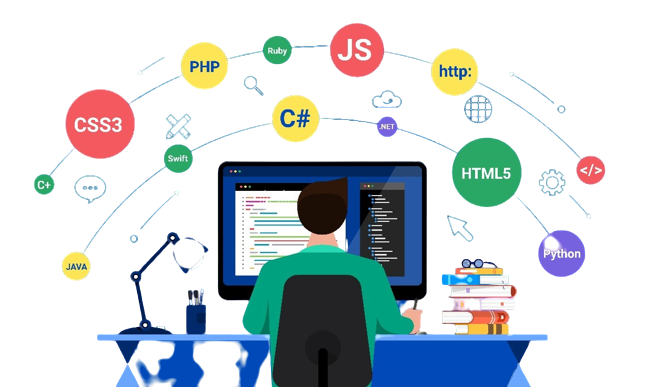 JS
Ruby
PHP
http:
C#
CSS3
.NET
Swift
HTML5
</>
C+
Python
JAVA